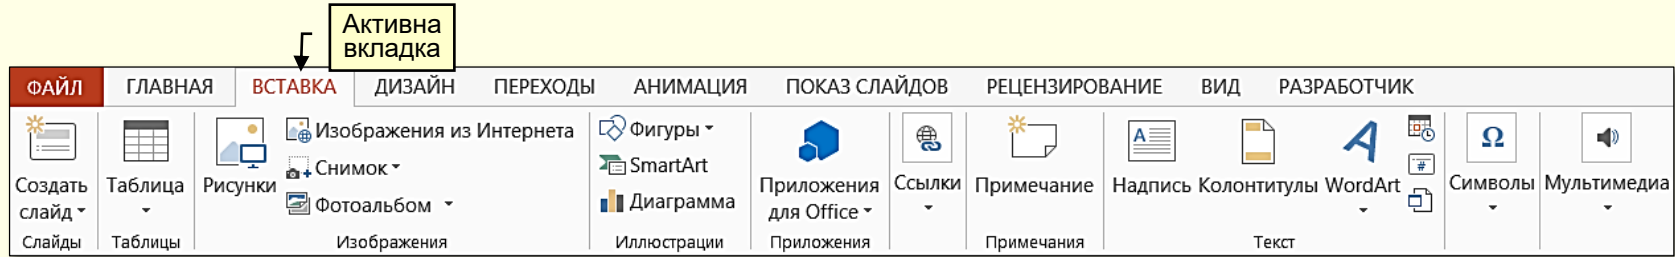 Активна
вкладка
ФАЙЛ ГЛАВНАЯ ВСТАВКА ДИЗАЙН ПЕРЕХОДЫ АНИМАЦИЯ ПОКАЗ СЛАЙДОВ РЕЦЕНЗИРОВАНИЕ ВИД РАЗРАБОТЧИК
Создать
слайд
Слайды
Таблица
Таблицы
Рисунки
Изображения из Интернета
Снимок
Фотоальбом
Изображения
Фигуры
SmartArt
Диаграмма
Иллюстрации
Приложения
для Office
Приложения
Ссылки
Примечание
Примечания
A
Надпись
Колонтитулы
A
WordArt
#
Текст
Ω
Символы
Мультимедиа